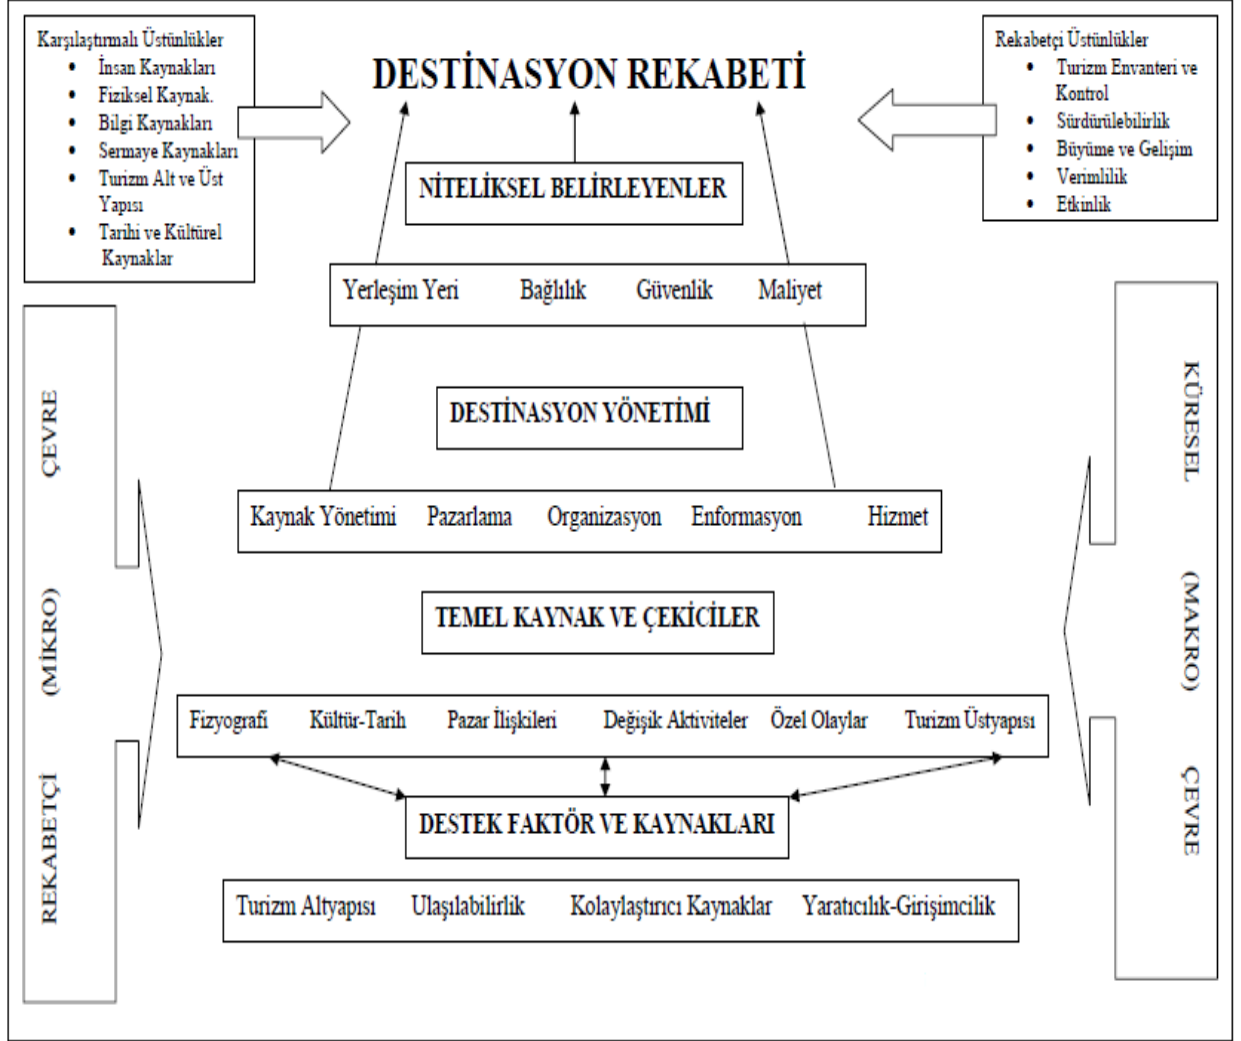 Karşılaştırmalı Üstünlükler
• İnsan Kaynakları
• Fiziksel Kaynak.
• Bilgi Kaynakları
• Sermaye Kaynakları
• Turizm Alt ve Üst
Yapısı
• Tarihi ve Kültürel
Kaynaklar
DESTİNASYON REKABETİ
Rekabetçi Üstünlükler
• Turizm Envanteri ve
Kontrol
• Sürdürülebilirlik
• Büyüme ve Gelişim
• Verimlilik
• Etkinlik
NİTELİKSEL BELİRLEYENLER
Yerleşim Yeri Bağlılık Güvenlik Maliyet
DESTİNASYON YÖNETİMİ
Kaynak Yönetimi Pazarlama Organizasyon Enformasyon Hizmet
TEMEL KAYNAK VE ÇEKİCİLER
Fizyografi Kültür-Tarih Pazar İlişkileri Değişik Aktiviteler Özel Olaylar Turizm Üstyapısı
DESTEK FAKTÖR VE KAYNAKLARI
Turizm Altyapısı Ulaşılabilirlik Kolaylaştırıcı Kaynaklar Yaratıcılık-Girişimcilik
REKABETÇİ (MİKRO) ÇEVRE
KÜRESEL (MAKRO) ÇEVRE